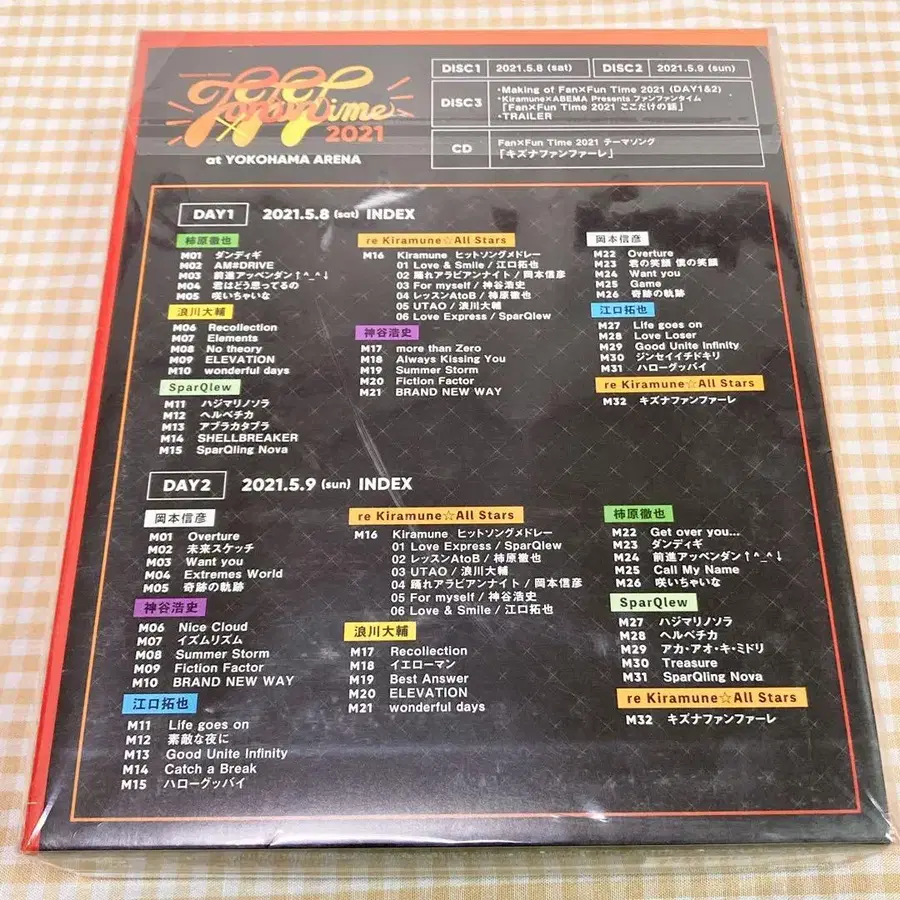 Fan×Fun Time
2021
at YOKOHAMA ARENA
DISC1 2021.5.8 (sat) DISC2 2021.5.9 (sun)
DISC3 ・Making of Fan×Fun Time 2021 (DAY1&2)
・Kiramune×ABEMA Presents ファンファンタイム
「Fan×Fun Time 2021 ここだけの話」
・TRAILER
CD Fan×Fun Time 2021 テーマソング
「キズナファンファーレ」
DAY1 2021.5.8 (sat) INDEX
柿原徹也
M01 ダンディギ
M02 AM#DRIVE
M03 前進アッペンダン↑^_^↓
M04 君はどう思ってるの
M05 咲いちゃいな
浪川大輔
M06 Recollection
M07 Elements
M08 No theory
M09 ELEVATION
M10 wonderful days
SparQlew
M11 ハジマリノソラ
M12 ヘルベチカ
M13 アブラカタブラ
M14 SHELLBREAKER
M15 SparQling Nova
re Kiramune☆All Stars
M16 Kiramune ヒットソングメドレー
01 Love & Smile / 江口拓也
02 踊れアラビアンナイト / 岡本信彦
03 For myself / 神谷浩史
04 レッスンAtoB / 柿原徹也
05 UTAO / 浪川大輔
06 Love Express / SparQlew
神谷浩史
M17 more than Zero
M18 Always Kissing You
M19 Summer Storm
M20 Fiction Factor
M21 BRAND NEW WAY
岡本信彦
M22 Overture
M23 君の笑顔 僕の笑顔
M24 Want you
M25 Game
M26 奇跡の軌跡
江口拓也
M27 Life goes on
M28 Love Loser
M29 Good Unite Infinity
M30 ジンセイイチドキリ
M31 ハローグッバイ
re Kiramune☆All Stars
M32 キズナファンファーレ
DAY2 2021.5.9 (sun) INDEX
岡本信彦
M01 Overture
M02 未来スケッチ
M03 Want you
M04 Extremes World
M05 奇跡の軌跡
神谷浩史
M06 Nice Cloud
M07 イズムリズム
M08 Summer Storm
M09 Fiction Factor
M10 BRAND NEW WAY
江口拓也
M11 Life goes on
M12 素敵な夜に
M13 Good Unite Infinity
M14 Catch a Break
M15 ハローグッバイ
re Kiramune☆All Stars
M16 Kiramune ヒットソングメドレー
01 Love Express / SparQlew
02 レッスンAtoB / 柿原徹也
03 UTAO / 浪川大輔
04 踊れアラビアンナイト / 岡本信彦
05 For myself / 神谷浩史
06 Love & Smile / 江口拓也
浪川大輔
M17 Recollection
M18 イエローマン
M19 Best Answer
M20 ELEVATION
M21 wonderful days
柿原徹也
M22 Get over you...
M23 ダンディギ
M24 前進アッペンダン↑^_^↓
M25 Call My Name
M26 咲いちゃいな
SparQlew
M27 ハジマリノソラ
M28 ヘルベチカ
M29 アカ・アオ・キ・ミドリ
M30 Treasure
M31 SparQling Nova
re Kiramune☆All Stars
M32 キズナファンファーレ